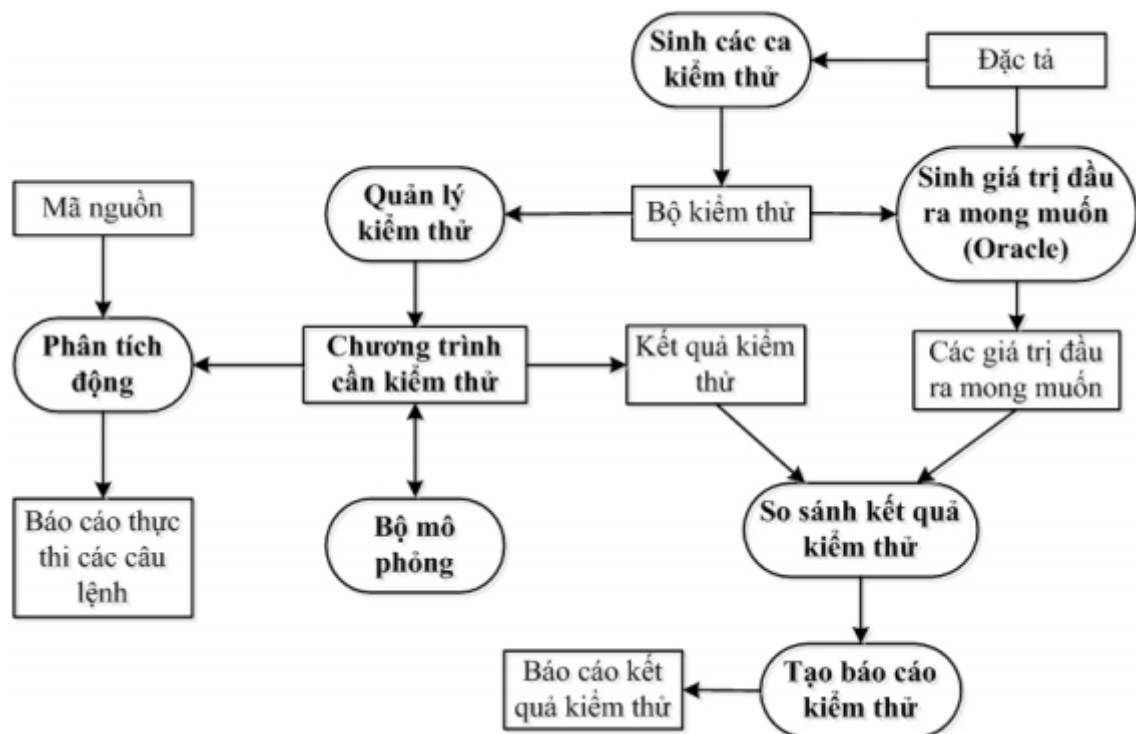 Sinh các ca
kiểm thử
Đặc tả
Mã nguồn
Quản lý
kiểm thử
Bộ kiểm thử
Sinh giá trị đầu
ra mong muốn
(Oracle)
Phân tích
động
Chương trình
cần kiểm thử
Kết quả kiểm
thử
Các giá trị đầu
ra mong muốn
Báo cáo thực
thi các câu
lệnh
Bộ mô
phỏng
So sánh kết quả
kiểm thử
Báo cáo kết
quả kiểm thử
Tạo báo cáo
kiểm thử